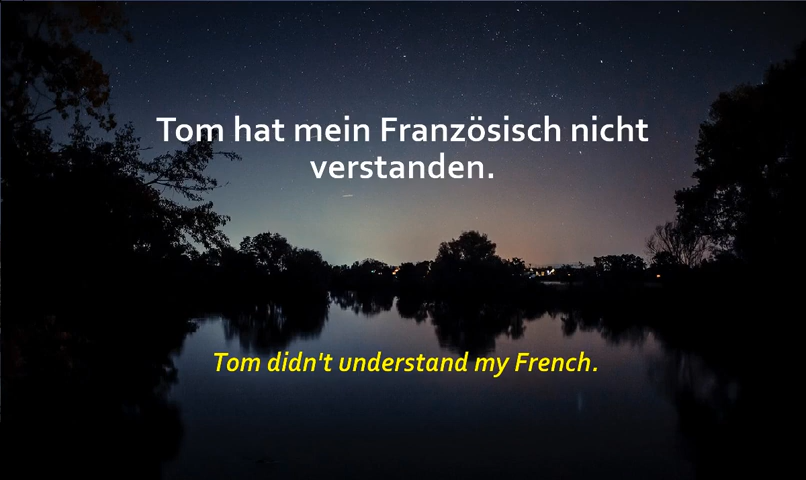 Tom hat mein Französisch nicht
verstanden.
Tom didn't understand my French.